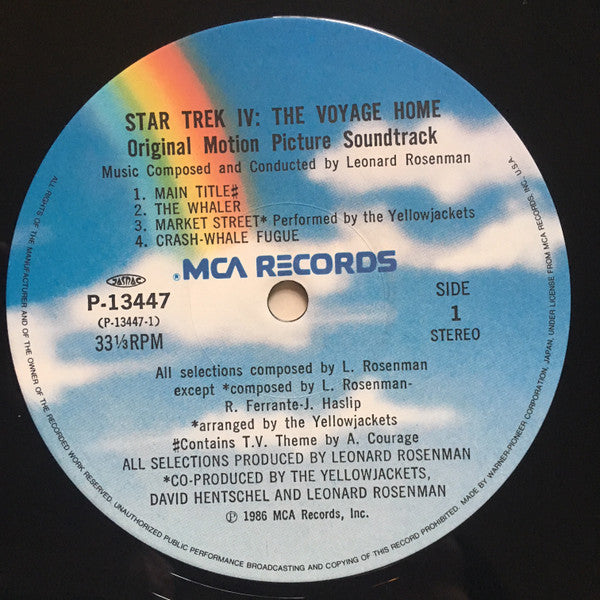 STAR TREK IV: THE VOYAGE HOME
Original Motion Picture Soundtrack
Music Composed and Conducted by Leonard Rosenman
1. MAIN TITLE#
2. THE WHALER
3. MARKET STREET* Performed by the Yellowjackets
4. CRASH-WHALE FUGUE
® MCA RECORDS
JASRAC
P-13447
(P-13447-1)
33⅓RPM
SIDE
1
STEREO
All selections composed by L. Rosenman
except *composed by L. Rosenman-
R. Ferrante-J. Haslip
*arranged by the Yellowjackets
#Contains T.V. Theme by A. Courage
ALL SELECTIONS PRODUCED BY LEONARD ROSENMAN
*CO-PRODUCED BY THE YELLOWJACKETS,
DAVID HENTSCHEL AND LEONARD ROSENMAN
℗ 1986 MCA Records, Inc.
ALL RIGHTS OF THE MANUFACTURER AND OF THE OWNER OF THE RECORDED WORK RESERVED. UNAUTHORIZED PUBLIC PERFORMANCE BROADCASTING AND COPYING OF THIS RECORD PROHIBITED. MADE BY WARNER-PIONEER CORPORATION, JAPAN, UNDER LICENSE FROM MCA RECORDS INC., U.S.A.